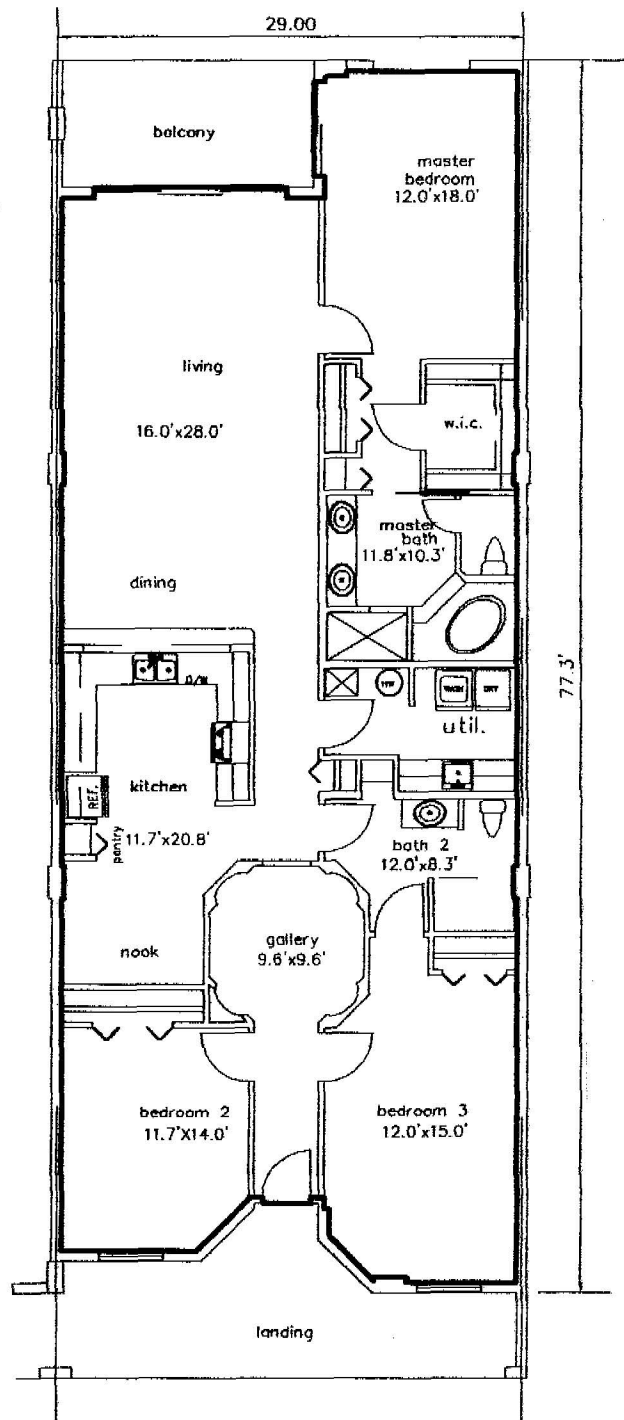 29.00
balcony
master
bedroom
12.0'x18.0'
living
16.0'x28.0'
w.i.c.
master
bath
11.8'x10.3'
dining
77.3'
D/W
HW
WASH
DRY
util.
kitchen
REF.
pantry
11.7'x20.8'
bath 2
12.0'x8.3'
gallery
9.6'x9.6'
nook
bedroom 2
11.7'X14.0'
bedroom 3
12.0'x15.0'
landing